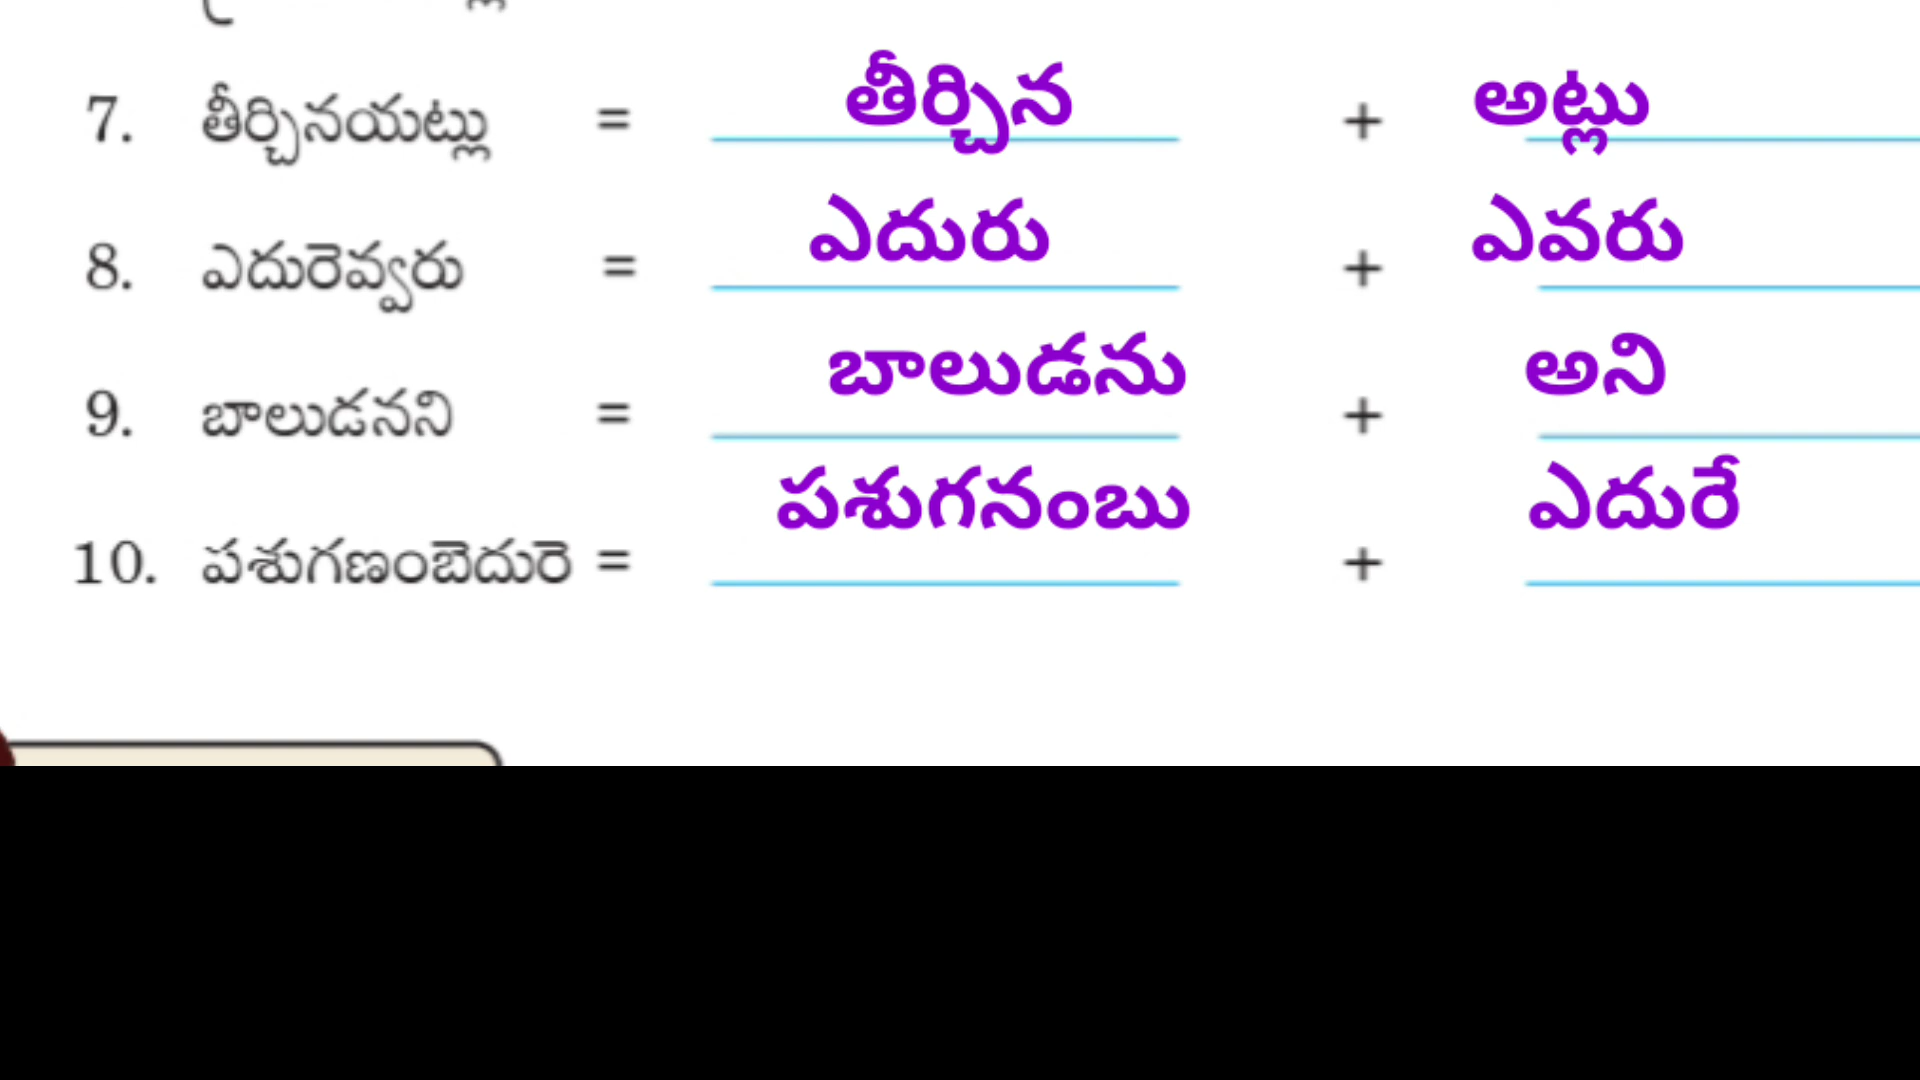 7. తీర్చినయట్లు = తీర్చిన + అట్లు
8. ఎదురెవ్వరు = ఎదురు + ఎవరు
9. బాలుడనని = బాలుడను + అని
10. పశుగణంబెదురె = పశుగనంబు + ఎదురే